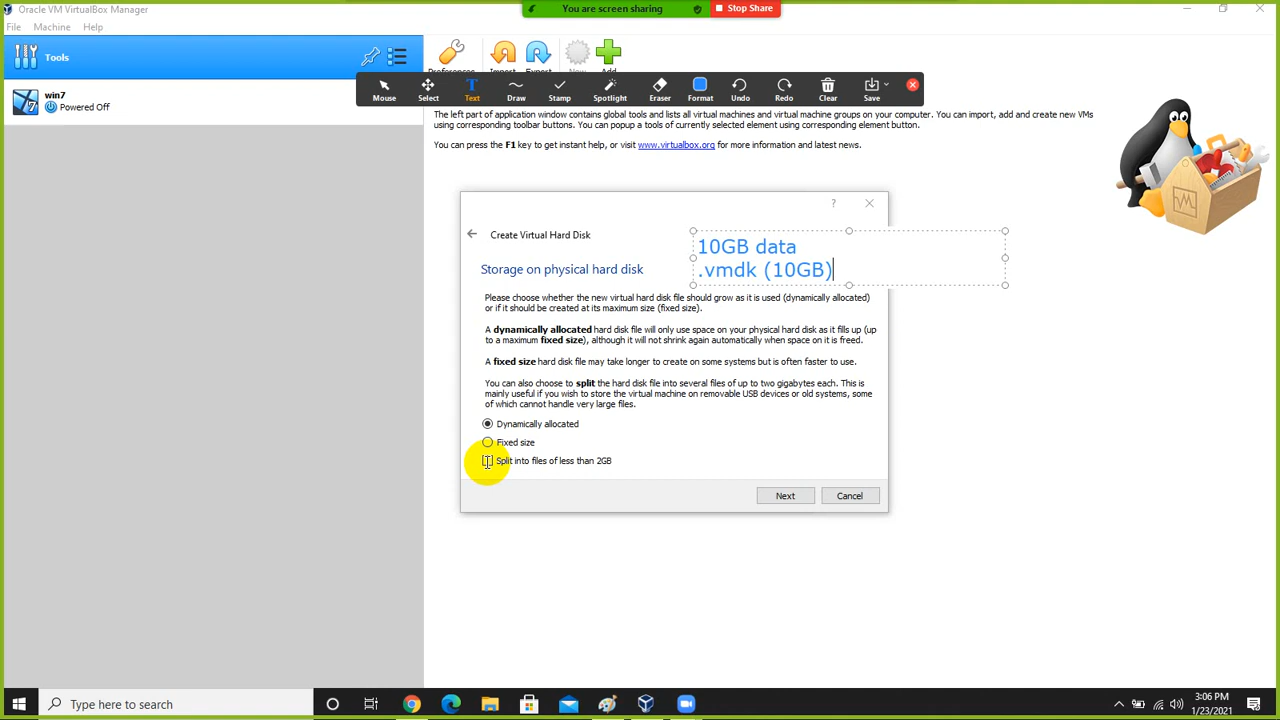 Oracle VM VirtualBox Manager
You are screen sharing
Stop Share
File Machine Help
Tools
win7
Powered Off
Mouse Select Text Draw Stamp Spotlight Eraser Format Undo Redo Clear Save
The left part of application window contains global tools and lists all virtual machines and virtual machine groups on your computer. You can import, add and create new VMs
using corresponding toolbar buttons. You can popup a tools of currently selected element using corresponding element button.
You can press the F1 key to get instant help, or visit www.virtualbox.org for more information and latest news.
?
Create Virtual Hard Disk
10GB data
.vmdk (10GB)
Storage on physical hard disk
Please choose whether the new virtual hard disk file should grow as it is used (dynamically allocated)
or if it should be created at its maximum size (fixed size).
A dynamically allocated hard disk file will only use space on your physical hard disk as it fills up (up
to a maximum fixed size), although it will not shrink again automatically when space on it is freed.
A fixed size hard disk file may take longer to create on some systems but is often faster to use.
You can also choose to split the hard disk file into several files of up to two gigabytes each. This is
mainly useful if you wish to store the virtual machine on removable USB devices or old systems, some
of which cannot handle very large files.
Dynamically allocated
Fixed size
Split into files of less than 2GB
Next Cancel
Type here to search
3:06 PM
1/23/2021